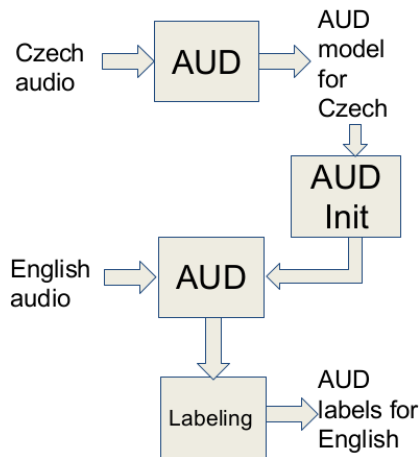 Czech
audio
AUD
AUD
model
for
Czech
AUD
Init
English
audio
AUD
Labeling
AUD
labels for
English